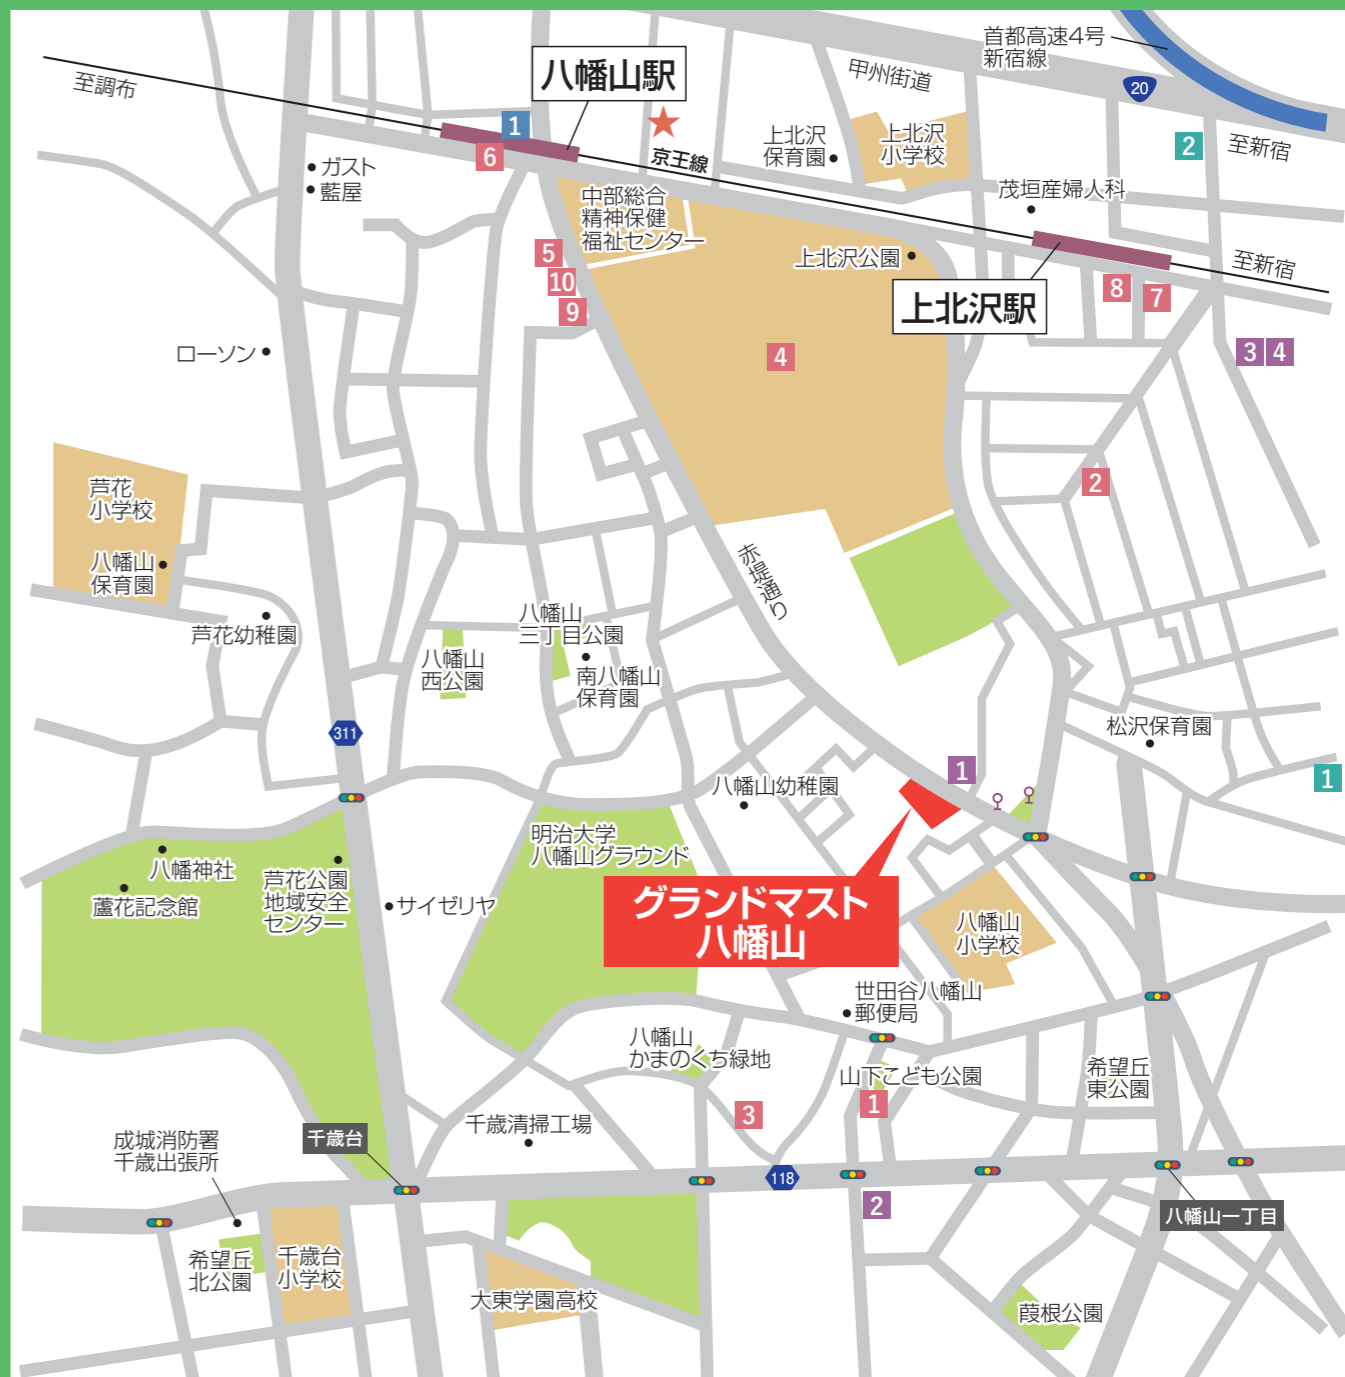 首都高速4号
新宿線
八幡山駅
至調布
甲州街道
20
1
上北沢
保育園
上北沢
小学校
2
至新宿
6
京王線
ガスト
藍屋
中部総合
精神保健
福祉センター
茂垣産婦人科
5
上北沢公園
至新宿
10
8
7
9
上北沢駅
ローソン
4
3
4
芦花
小学校
2
八幡山
保育園
赤堤通り
芦花幼稚園
八幡山
三丁目公園
八幡山
西公園
南八幡山
保育園
311
松沢保育園
1
1
八幡山幼稚園
明治大学
八幡山グラウンド
八幡神社
蘆花記念館
芦花公園
地域安全
センター
サイゼリヤ
グランドマスト
八幡山
八幡山
小学校
世田谷八幡山
郵便局
八幡山
かまのくち緑地
山下こども公園
希望丘
東公園
3
1
千歳清掃工場
成城消防署
千歳出張所
千歳台
118
2
八幡山一丁目
希望丘
北公園
千歳台
小学校
大東学園高校
葭根公園